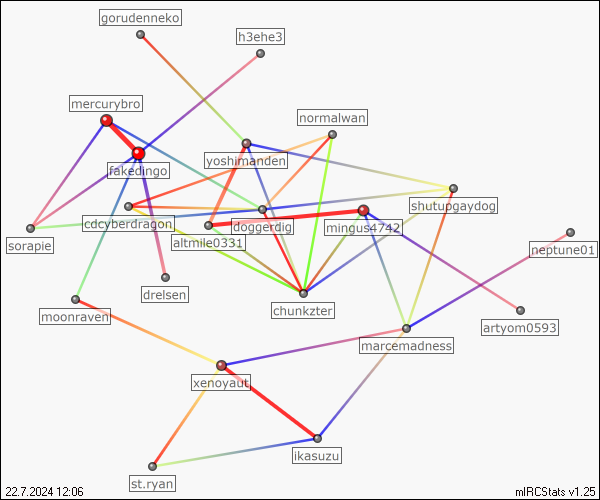 gorudenneko
h3ehe3
mercurybro
normalwan
yoshimanden
fakedingo
shutupgaydog
cdcyberdragon
doggerdig
mingus4742
sorapie
altmile0331
neptune01
drelsen
chunkzter
moonraven
artyom0593
marcemadness
xenoyaut
ikasuzu
st.ryan
22.7.2024 12:06
mIRCStats v1.25